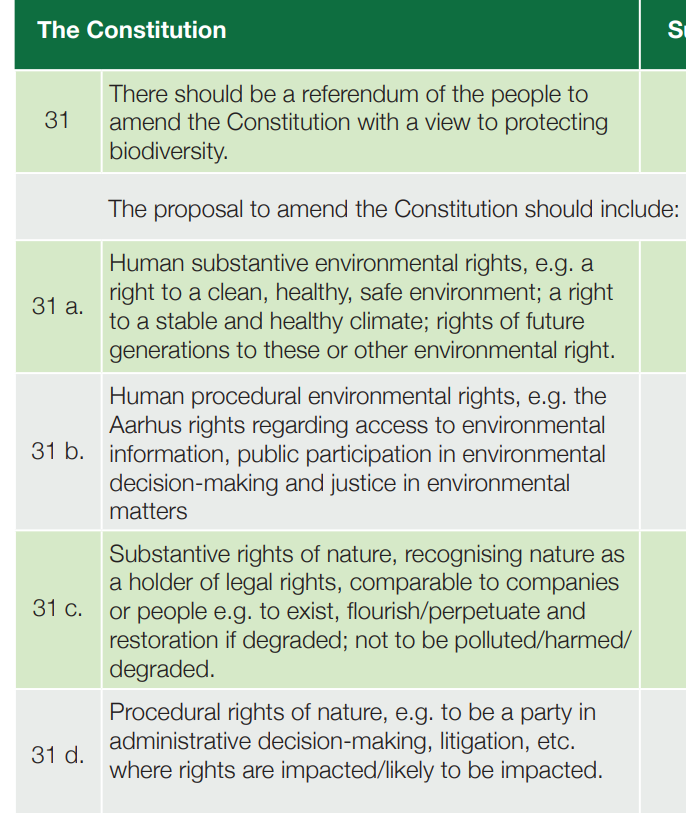 The Constitution
31
There should be a referendum of the people to
amend the Constitution with a view to protecting
biodiversity.
The proposal to amend the Constitution should include:
31 a.
Human substantive environmental rights, e.g. a
right to a clean, healthy, safe environment; a right
to a stable and healthy climate; rights of future
generations to these or other environmental right.
31 b.
Human procedural environmental rights, e.g. the
Aarhus rights regarding access to environmental
information, public participation in environmental
decision-making and justice in environmental
matters
31 c.
Substantive rights of nature, recognising nature as
a holder of legal rights, comparable to companies
or people e.g. to exist, flourish/perpetuate and
restoration if degraded; not to be polluted/harmed/
degraded.
31 d.
Procedural rights of nature, e.g. to be a party in
administrative decision-making, litigation, etc.
where rights are impacted/likely to be impacted.